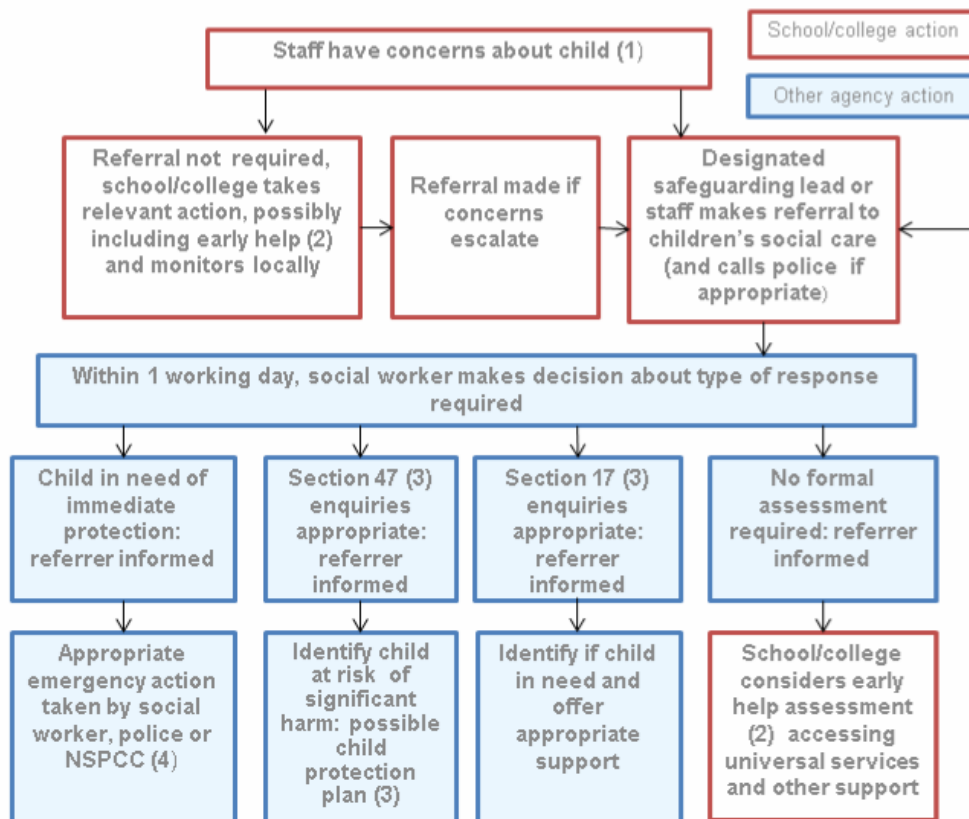 Staff have concerns about child (1)
School/college action
Other agency action
Referral not required,
school/college takes
relevant action, possibly
including early help (2)
and monitors locally
Referral made if
concerns
escalate
Designated
safeguarding lead or
staff makes referral to
children's social care
(and calls police if
appropriate)
Within 1 working day, social worker makes decision about type of response
required
Child in need of
immediate
protection:
referrer informed
Section 47 (3)
enquiries
appropriate:
referrer
informed
Section 17 (3)
enquiries
appropriate:
referrer
informed
No formal
assessment
required: referrer
informed
Appropriate
emergency action
taken by social
worker, police or
NSPCC (4)
Identify child
at risk of
significant
harm: possible
child
protection
plan (3)
Identify if child
in need and
offer
appropriate
support
School/college
considers early
help assessment
(2) accessing
universal services
and other support